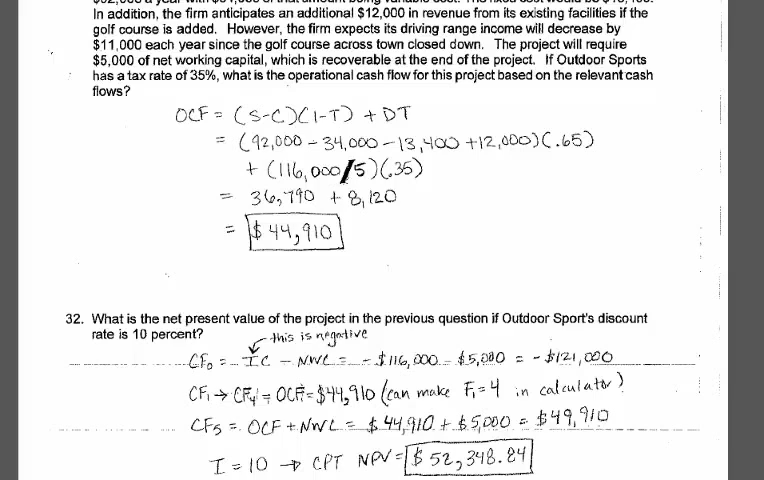 In addition, the firm anticipates an additional $12,000 in revenue from its existing facilities if the
golf course is added. However, the firm expects its driving range income will decrease by
$11,000 each year since the golf course across town closed down. The project will require
$5,000 of net working capital, which is recoverable at the end of the project. If Outdoor Sports
has a tax rate of 35%, what is the operational cash flow for this project based on the relevant cash
flows?
OCF = (S-C)(1-T) + DT
= (92,000 - 34,000 - 13,400 + 12,000)(.65)
+ (116,000/5)(.35)
= 36,790 + 8,120
= $44,910
32. What is the net present value of the project in the previous question if Outdoor Sport's discount
rate is 10 percent?
this is negative
CF₀ = IC - NWC = - $116,000 - $5,000 = - $121,000
CF₁ → CF₄ = OCF = $44,910 (can make F₁ = 4 in calculator)
CF₅ = OCF + NWC = $44,910 + $5,000 = $49,910
I = 10 → CPT NPV = $52,348.84